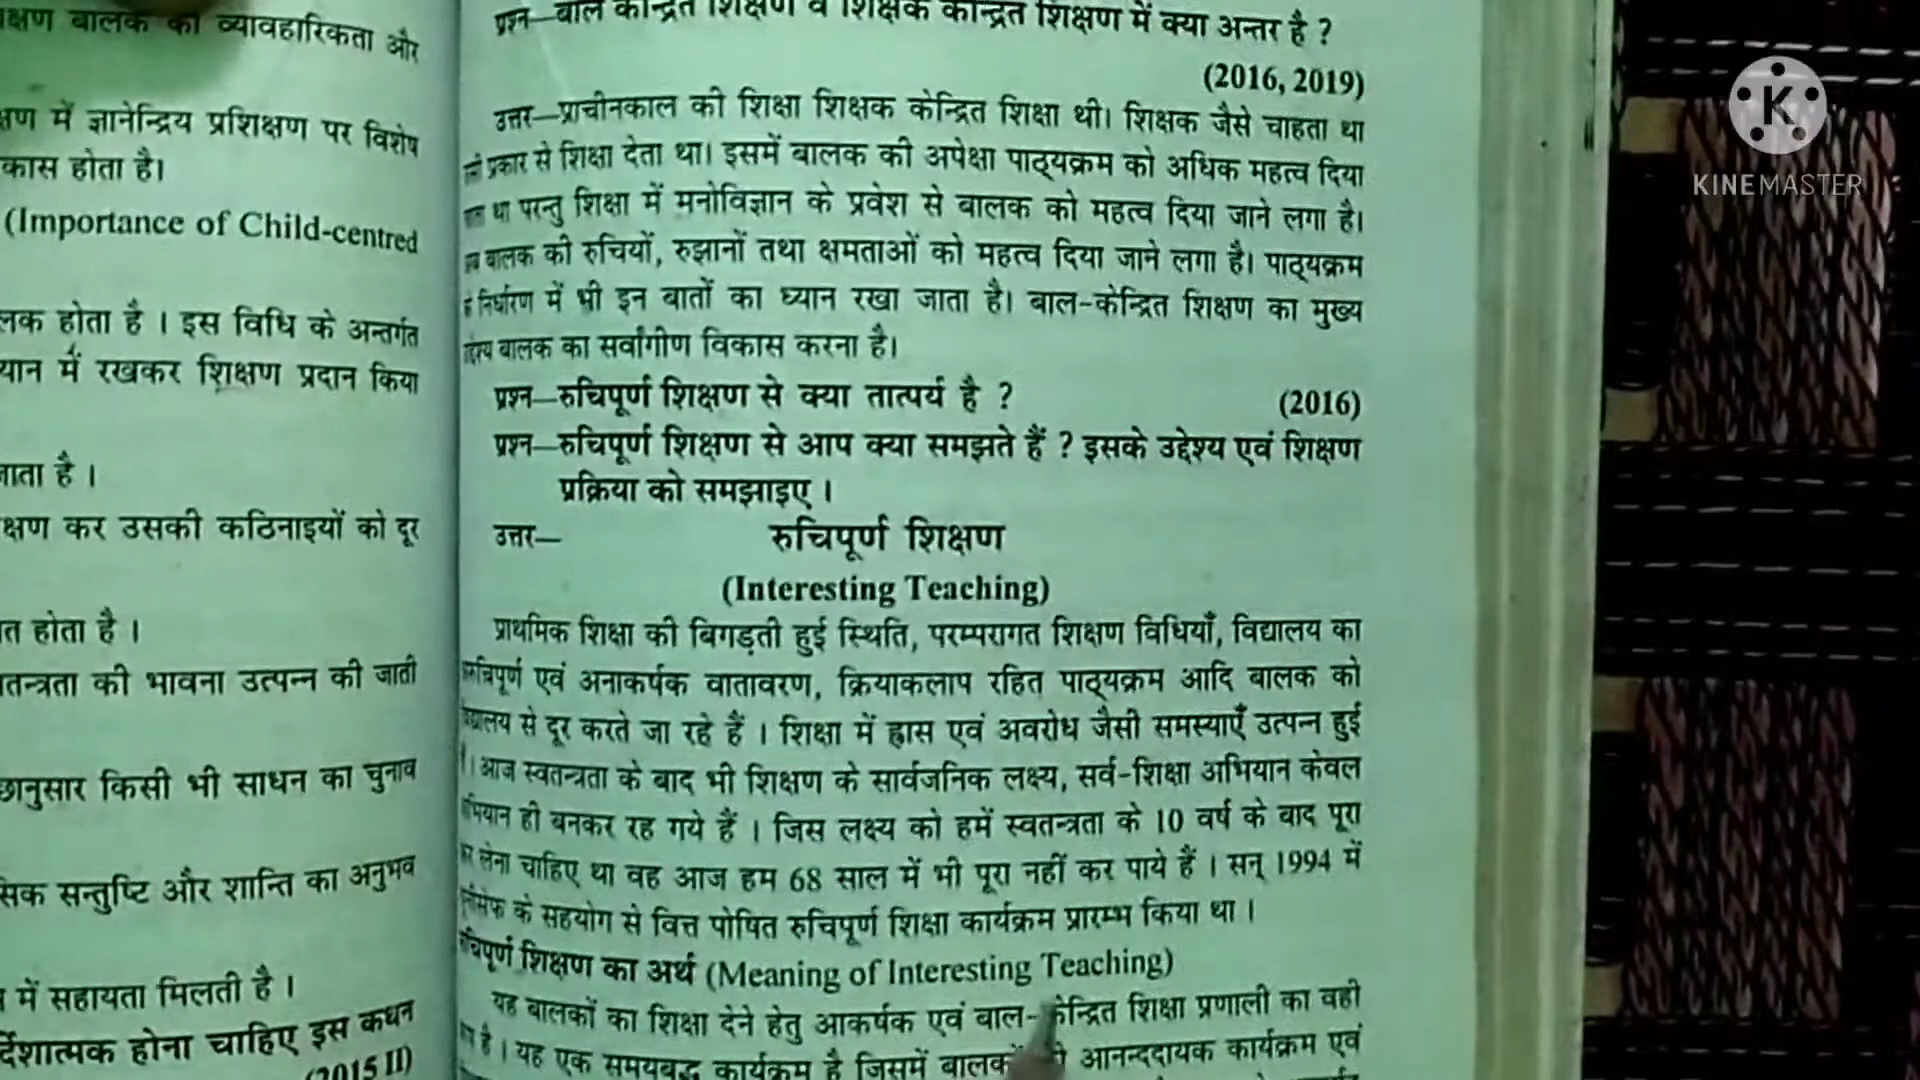 बालक की व्यावहारिकता और
में ज्ञानेन्द्रिय प्रशिक्षण पर विशेष
होता है।
(Importance of Child-centred
होता है । इस विधि के अन्तर्गत
में रखकर शिक्षण प्रदान किया
है ।
कर उसकी कठिनाइयों को दूर
होता है ।
की भावना उत्पन्न की जाती
किसी भी साधन का चुनाव
सन्तुष्टि और शान्ति का अनुभव
में सहायता मिलती है ।
होना चाहिए इस कथन
(2015 II)
प्रश्न—बाल केन्द्रित शिक्षण व शिक्षक केन्द्रित शिक्षण में क्या अन्तर है ?
(2016, 2019)
उत्तर—प्राचीनकाल की शिक्षा शिक्षक केन्द्रित शिक्षा थी। शिक्षक जैसे चाहता था
प्रकार से शिक्षा देता था। इसमें बालक की अपेक्षा पाठ्यक्रम को अधिक महत्व दिया
था परन्तु शिक्षा में मनोविज्ञान के प्रवेश से बालक को महत्व दिया जाने लगा है।
बालक की रुचियों, रुझानों तथा क्षमताओं को महत्व दिया जाने लगा है। पाठ्यक्रम
निर्धारण में भी इन बातों का ध्यान रखा जाता है। बाल-केन्द्रित शिक्षण का मुख्य
बालक का सर्वांगीण विकास करना है।
प्रश्न—रुचिपूर्ण शिक्षण से क्या तात्पर्य है ? (2016)
प्रश्न—रुचिपूर्ण शिक्षण से आप क्या समझते हैं ? इसके उद्देश्य एवं शिक्षण
प्रक्रिया को समझाइए ।
उत्तर— रुचिपूर्ण शिक्षण
(Interesting Teaching)
प्राथमिक शिक्षा की बिगड़ती हुई स्थिति, परम्परागत शिक्षण विधियाँ, विद्यालय का
एवं अनाकर्षक वातावरण, क्रियाकलाप रहित पाठ्यक्रम आदि बालक को
से दूर करते जा रहे हैं । शिक्षा में ह्रास एवं अवरोध जैसी समस्याएँ उत्पन्न हुई
। आज स्वतन्त्रता के बाद भी शिक्षण के सार्वजनिक लक्ष्य, सर्व-शिक्षा अभियान केवल
ही बनकर रह गये हैं । जिस लक्ष्य को हमें स्वतन्त्रता के 10 वर्ष के बाद पूरा
लेना चाहिए था वह आज हम 68 साल में भी पूरा नहीं कर पाये हैं । सन् 1994 में
के सहयोग से वित्त पोषित रुचिपूर्ण शिक्षा कार्यक्रम प्रारम्भ किया था ।
शिक्षण का अर्थ (Meaning of Interesting Teaching)
यह बालकों का शिक्षा देने हेतु आकर्षक एवं बाल-केन्द्रित शिक्षा प्रणाली का वही
है । यह एक समयबद्ध कार्यक्रम है जिसमें आनन्ददायक कार्यक्रम एवं
KINEMASTER